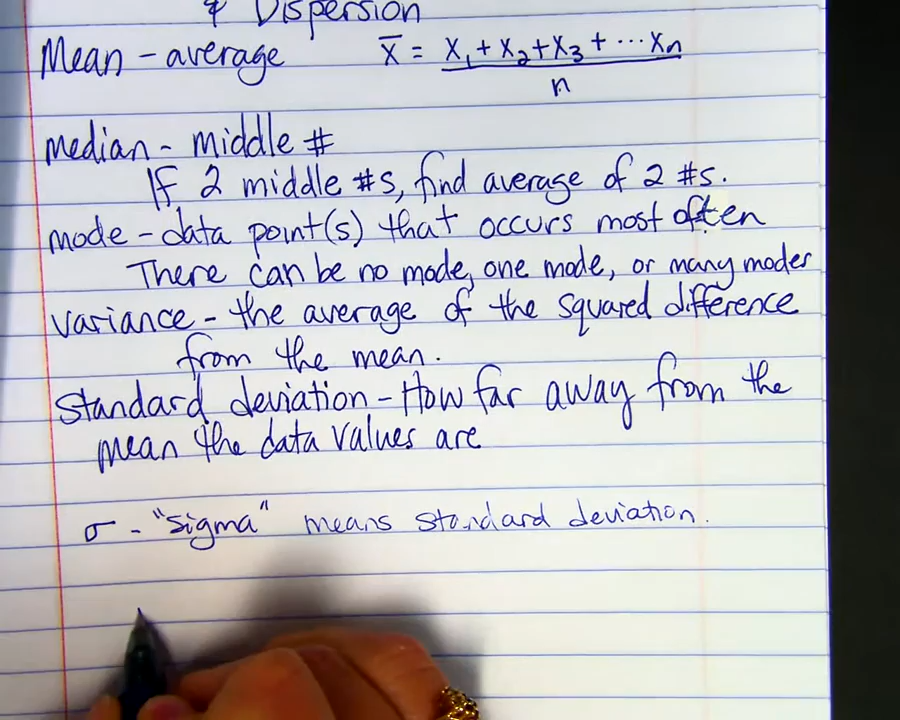 & Dispersion
Mean - average x̄ = x₁ + x₂ + x₃ + ... xₙ / n
median - middle #
If 2 middle #s, find average of 2 #s.
mode - data point(s) that occurs most often
There can be no mode, one mode, or many modes
variance - the average of the squared difference
from the mean.
Standard deviation - How far away from the
mean the data values are
σ - "sigma" means standard deviation.